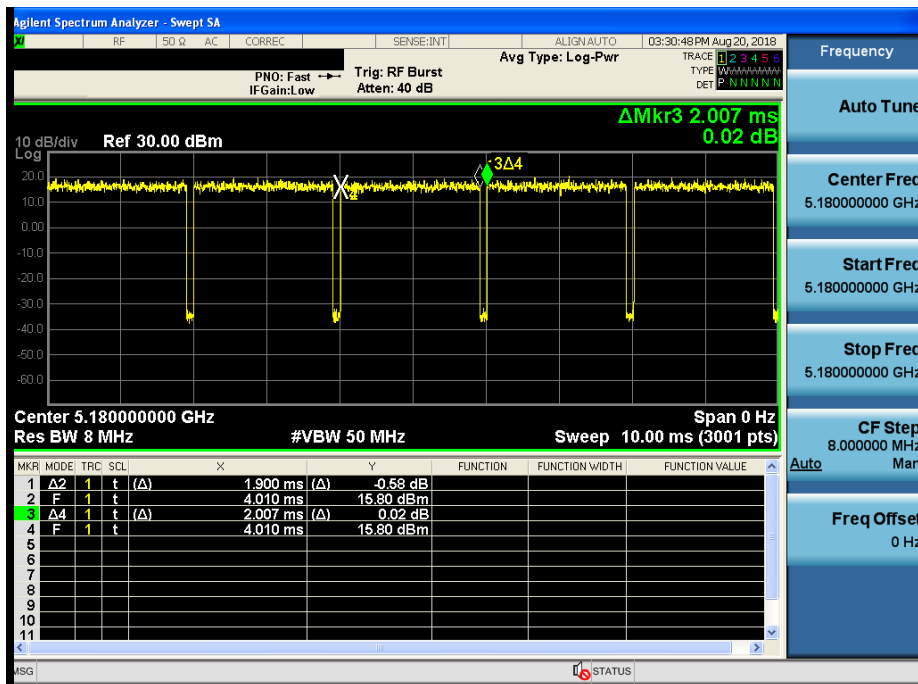 Agilent Spectrum Analyzer - Swept SA
XI RF 50 Ω AC CORREC SENSE:INT ALIGN AUTO 03:30:48 PM Aug 20, 2018
PNO: Fast IFGain:Low
Trig: RF Burst
Atten: 40 dB
Avg Type: Log-Pwr
TRACE 1 2 3 4 5 6
TYPE W
DET P N N N N N
ΔMkr3 2.007 ms
0.02 dB
10 dB/div Ref 30.00 dBm
Log
20.0
10.0
0.00
-10.0
-20.0
-30.0
-40.0
-50.0
-60.0
3Δ4
4
Center 5.180000000 GHz Span 0 Hz
Res BW 8 MHz #VBW 50 MHz Sweep 10.00 ms (3001 pts)
MKR MODE TRC SCL X Y FUNCTION FUNCTION WIDTH FUNCTION VALUE
1 Δ2 1 t (Δ) 1.900 ms (Δ) -0.58 dB
2 F 1 t 4.010 ms 15.80 dBm
3 Δ4 1 t (Δ) 2.007 ms (Δ) 0.02 dB
4 F 1 t 4.010 ms 15.80 dBm
5
6
7
8
9
10
11
MSG STATUS
Frequency
Auto Tune
Center Freq
5.180000000 GHz
Start Freq
5.180000000 GHz
Stop Freq
5.180000000 GHz
CF Step
8.000000 MHz
Auto Man
Freq Offset
0 Hz